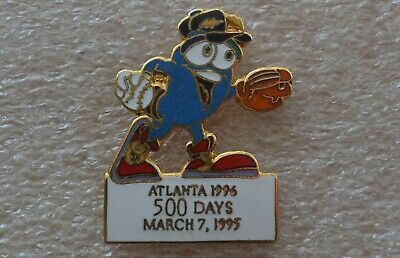 ATLANTA 1996
500 DAYS
MARCH 7, 1995